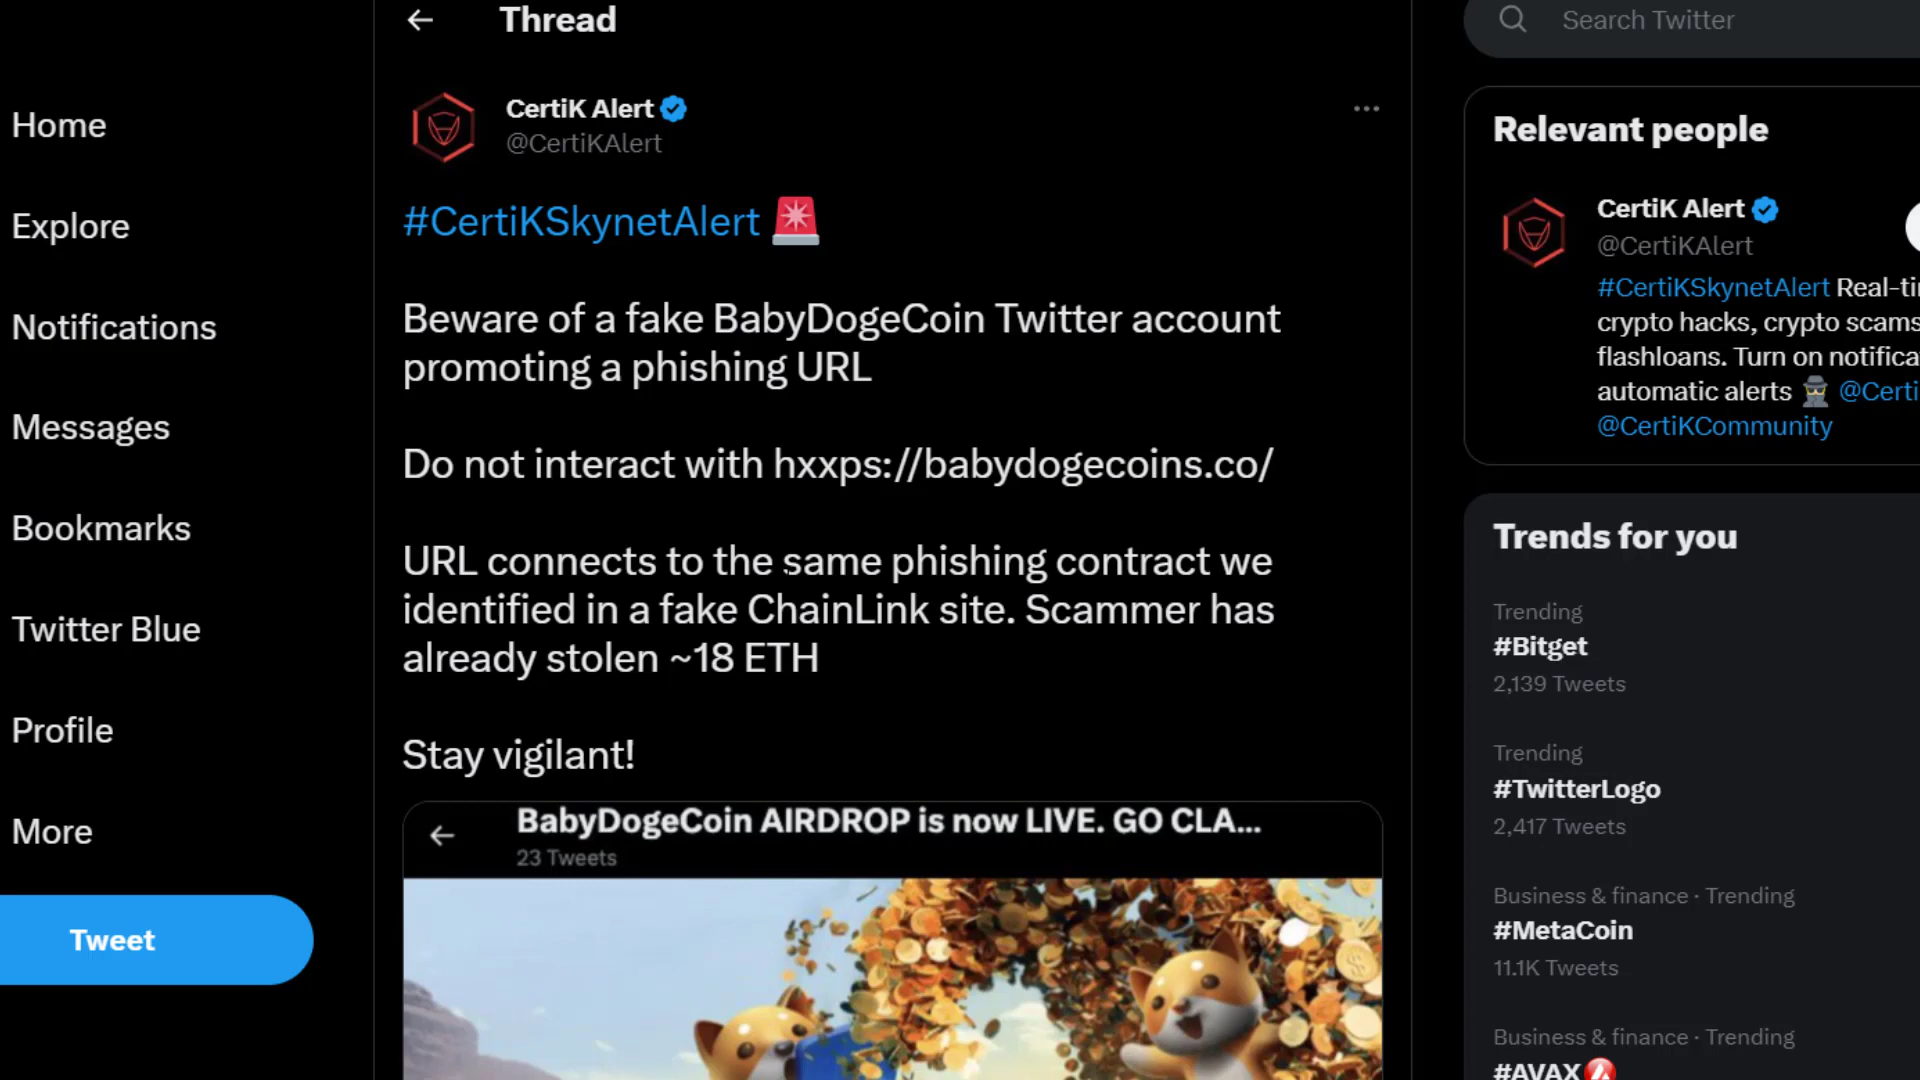 Home
Explore
Notifications
Messages
Bookmarks
Twitter Blue
Profile
More
Tweet
Thread
CertiK Alert
@CertiKAlert
#CertiKSkynetAlert
Beware of a fake BabyDogeCoin Twitter account
promoting a phishing URL
Do not interact with hxxps://babydogecoins.co/
URL connects to the same phishing contract we
identified in a fake ChainLink site. Scammer has
already stolen ~18 ETH
Stay vigilant!
BabyDogeCoin AIRDROP is now LIVE. GO CLA...
23 Tweets
Search Twitter
Relevant people
CertiK Alert
@CertiKAlert
#CertiKSkynetAlert
crypto hacks, crypto scams
flashloans. Turn on
automatic alerts
@CertiKCommunity
Trends for you
Trending
#Bitget
2,139 Tweets
Trending
#TwitterLogo
2,417 Tweets
Business & finance · Trending
#MetaCoin
11.1K Tweets
Business & finance · Trending
#AVAX